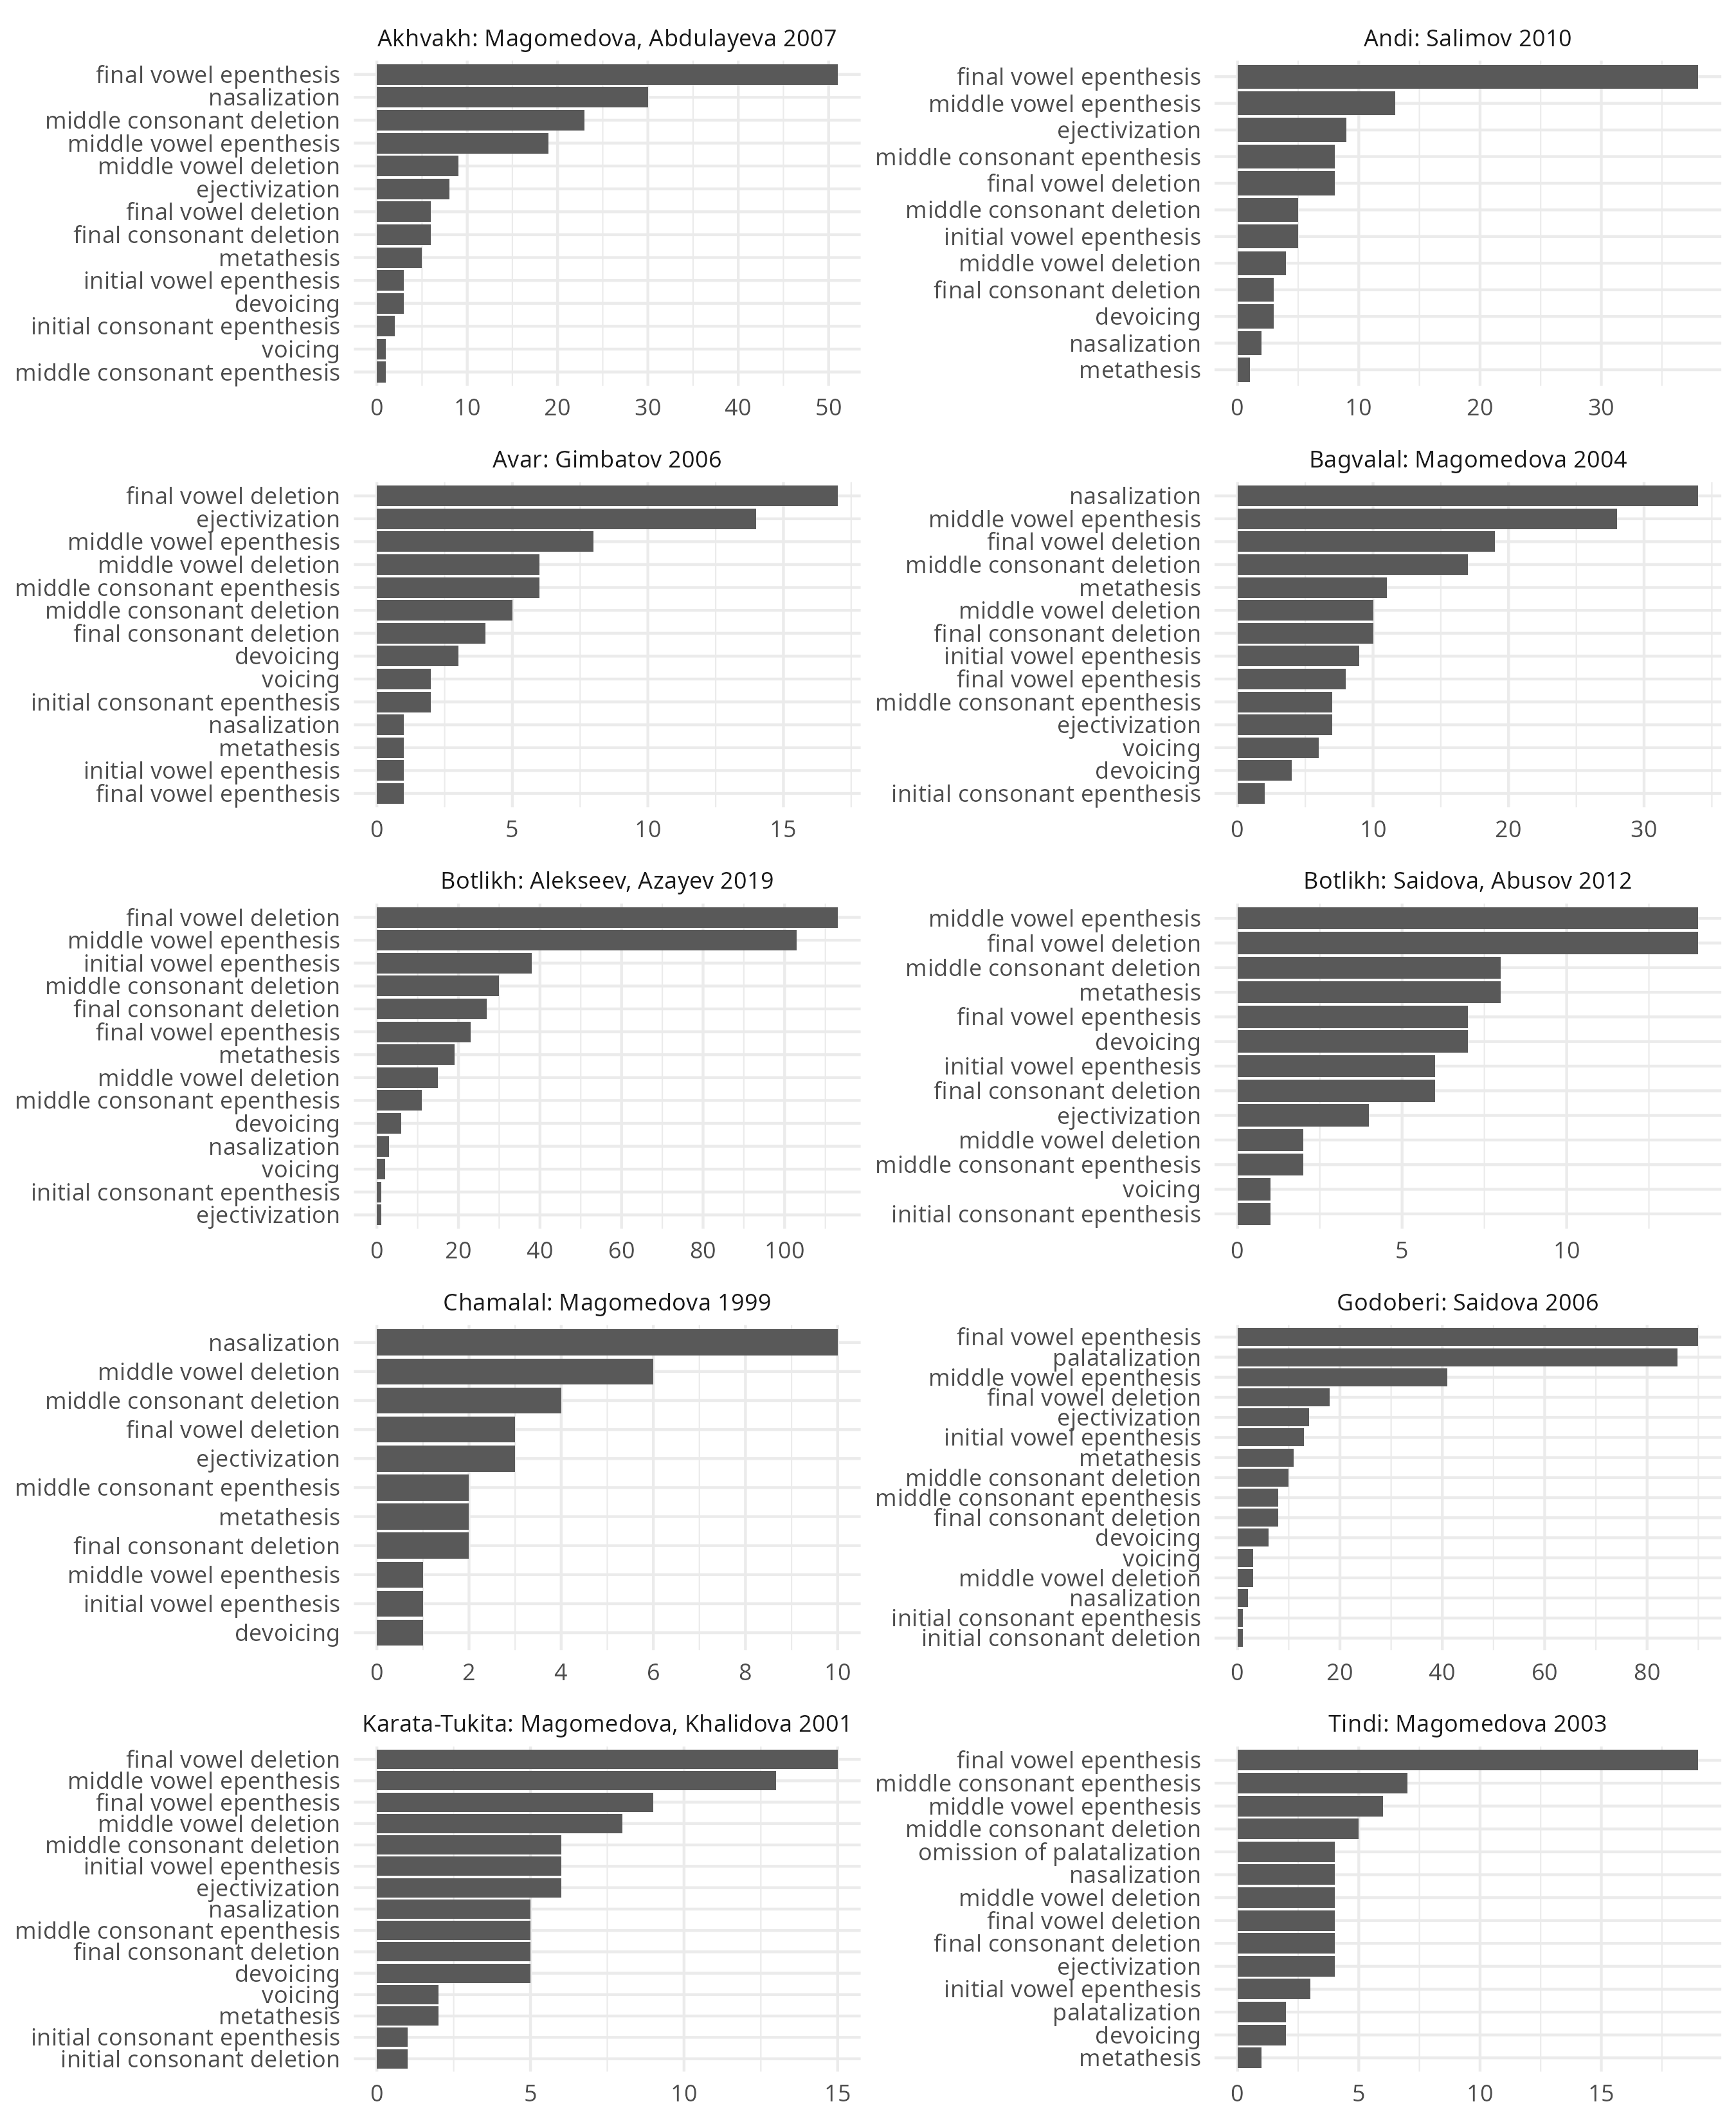 Akhvakh: Magomedova, Abdulayeva 2007
final vowel epenthesis
nasalization
middle consonant deletion
middle vowel epenthesis
middle vowel deletion
ejectivization
final vowel deletion
final consonant deletion
metathesis
initial vowel epenthesis
devoicing
initial consonant epenthesis
voicing
middle consonant epenthesis
0 10 20 30 40 50
Andi: Salimov 2010
final vowel epenthesis
middle vowel epenthesis
ejectivization
middle consonant epenthesis
final vowel deletion
middle consonant deletion
initial vowel epenthesis
middle vowel deletion
final consonant deletion
devoicing
nasalization
metathesis
0 10 20 30
Avar: Gimbatov 2006
final vowel deletion
ejectivization
middle vowel epenthesis
middle vowel deletion
middle consonant epenthesis
middle consonant deletion
final consonant deletion
devoicing
voicing
initial consonant epenthesis
nasalization
metathesis
initial vowel epenthesis
final vowel epenthesis
0 5 10 15
Bagvalal: Magomedova 2004
nasalization
middle vowel epenthesis
final vowel deletion
middle consonant deletion
metathesis
middle vowel deletion
final consonant deletion
initial vowel epenthesis
final vowel epenthesis
middle consonant epenthesis
ejectivization
voicing
devoicing
initial consonant epenthesis
0 10 20 30
Botlikh: Alekseev, Azayev 2019
final vowel deletion
middle vowel epenthesis
initial vowel epenthesis
middle consonant deletion
final consonant deletion
final vowel epenthesis
metathesis
middle vowel deletion
middle consonant epenthesis
devoicing
nasalization
voicing
initial consonant epenthesis
ejectivization
0 20 40 60 80 100
Botlikh: Saidova, Abusov 2012
middle vowel epenthesis
final vowel deletion
middle consonant deletion
metathesis
final vowel epenthesis
devoicing
initial vowel epenthesis
final consonant deletion
ejectivization
middle vowel deletion
middle consonant epenthesis
voicing
initial consonant epenthesis
0 5 10
Chamalal: Magomedova 1999
nasalization
middle vowel deletion
middle consonant deletion
final vowel deletion
ejectivization
middle consonant epenthesis
metathesis
final consonant deletion
middle vowel epenthesis
initial vowel epenthesis
devoicing
0 2 4 6 8 10
Godoberi: Saidova 2006
final vowel epenthesis
palatalization
middle vowel epenthesis
final vowel deletion
ejectivization
initial vowel epenthesis
metathesis
middle consonant deletion
middle consonant epenthesis
final consonant deletion
devoicing
voicing
middle vowel deletion
nasalization
initial consonant epenthesis
initial consonant deletion
0 20 40 60 80
Karata-Tukita: Magomedova, Khalidova 2001
final vowel deletion
middle vowel epenthesis
final vowel epenthesis
middle vowel deletion
middle consonant deletion
initial vowel epenthesis
ejectivization
nasalization
middle consonant epenthesis
final consonant deletion
devoicing
voicing
metathesis
initial consonant epenthesis
initial consonant deletion
0 5 10 15
Tindi: Magomedova 2003
final vowel epenthesis
middle consonant epenthesis
middle vowel epenthesis
middle consonant deletion
omission of palatalization
nasalization
middle vowel deletion
final vowel deletion
final consonant deletion
ejectivization
initial vowel epenthesis
palatalization
devoicing
metathesis
0 5 10 15